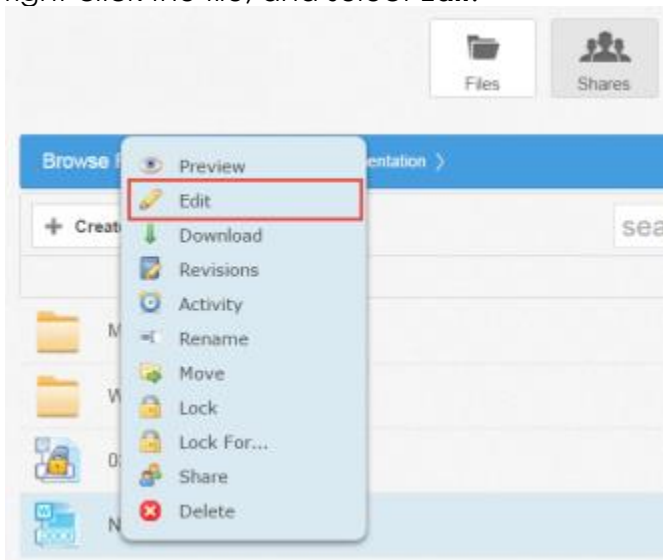 right-click the file, and select Edit.
Files
Shares
Browse F
entation 〉
Preview
Edit
+ Creat
sea
Download
Revisions
Activity
M
Rename
Move
W
Lock
Lock For...
03
Share
Delete
N